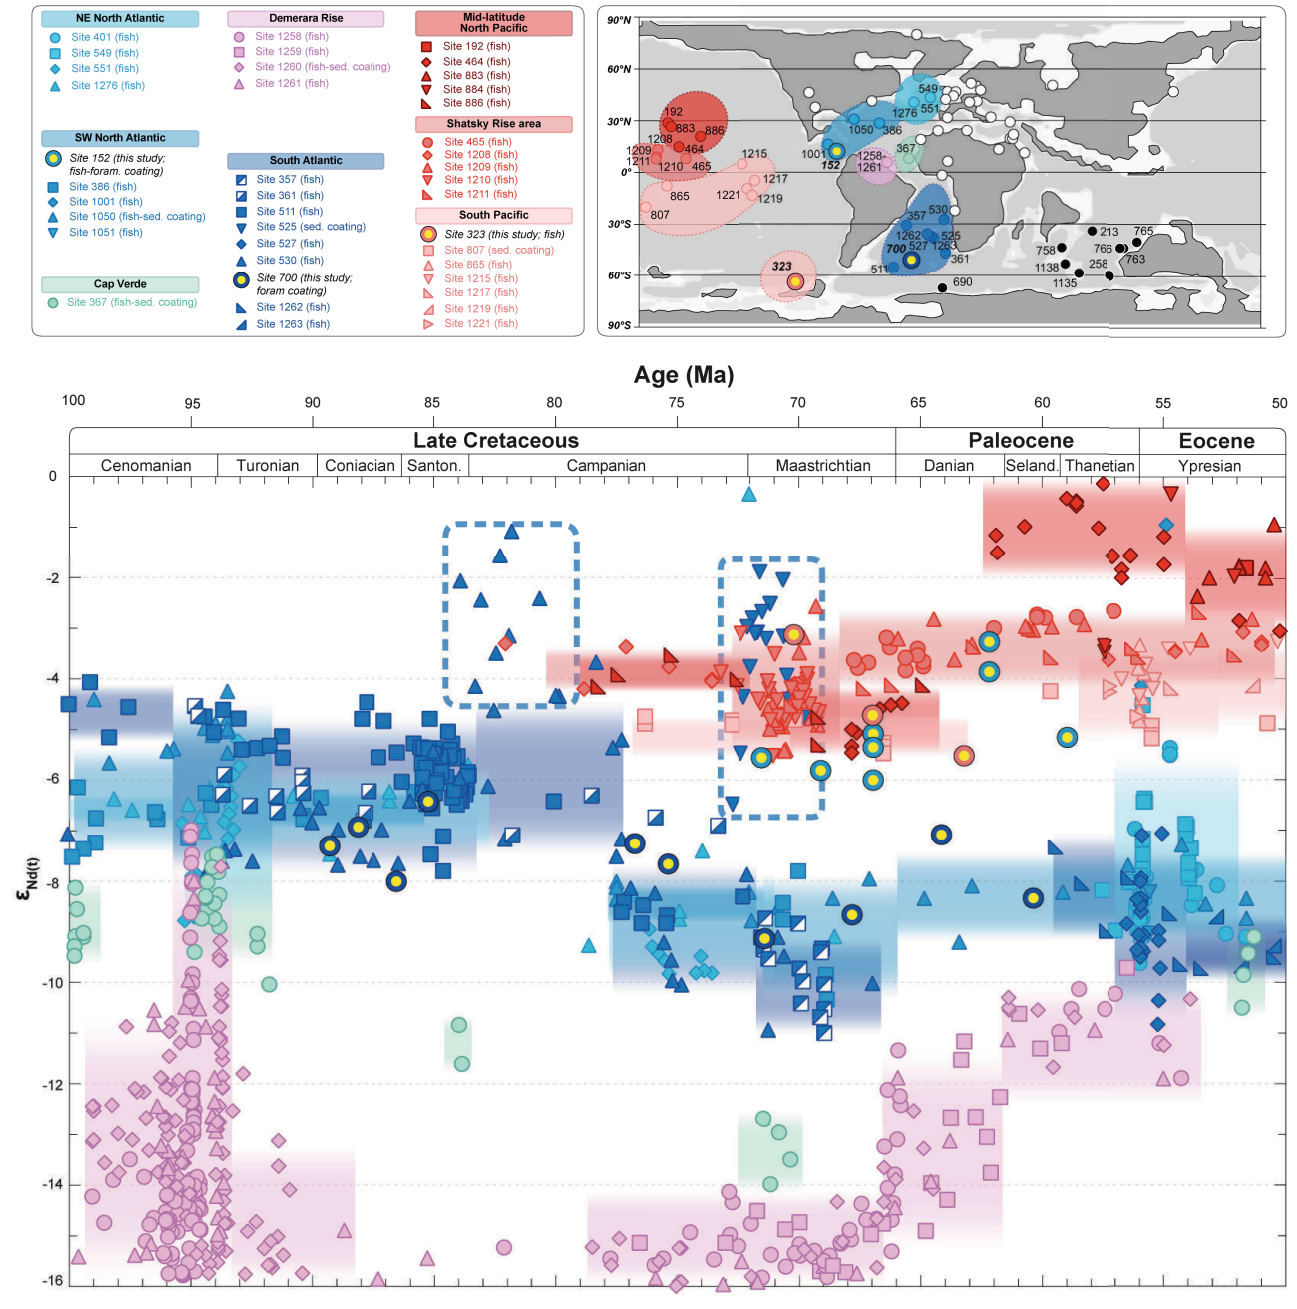 NE North Atlantic
Site 401 (fish)
Site 549 (fish)
Site 551 (fish)
Site 1276 (fish)
SW North Atlantic
Site 152 (this study;
fish-foram. coating)
Site 386 (fish)
Site 1001 (fish)
Site 1050 (fish-sed. coating)
Site 1051 (fish)
Cap Verde
Site 367 (fish-sed. coating)
Demerara Rise
Site 1258 (fish)
Site 1259 (fish)
Site 1260 (fish-sed. coating)
Site 1261 (fish)
South Atlantic
Site 357 (fish)
Site 361 (fish)
Site 511 (fish)
Site 525 (sed. coating)
Site 527 (fish)
Site 530 (fish)
Site 700 (this study;
foram coating)
Site 1262 (fish)
Site 1263 (fish)
Mid-latitude
North Pacific
Site 192 (fish)
Site 464 (fish)
Site 883 (fish)
Site 884 (fish)
Site 886 (fish)
Shatsky Rise area
Site 465 (fish)
Site 1208 (fish)
Site 1209 (fish)
Site 1210 (fish)
Site 1211 (fish)
South Pacific
Site 323 (this study; fish)
Site 807 (sed. coating)
Site 865 (fish)
Site 1215 (fish)
Site 1217 (fish)
Site 1219 (fish)
Site 1221 (fish)
90°N
60°N
30°N
0°
30°S
60°S
90°S
192
883
886
1208
464
1209
1211
1210
465
1215
1217
1221
1219
865
807
323
1001
152
1050
386
1276
549
551
1258-
1261
367
530
357
1262
525
527
1263
700
361
511
690
213
765
758
766
763
1138
258
1135
Age (Ma)
100 95 90 85 80 75 70 65 60 55 50
Late Cretaceous Paleocene Eocene
Cenomanian Turonian Coniacian Santon. Campanian Maastrichtian Danian Seland. Thanetian Ypresian
0
-2
-4
-6
-8
-10
-12
-14
-16
εNd(t)